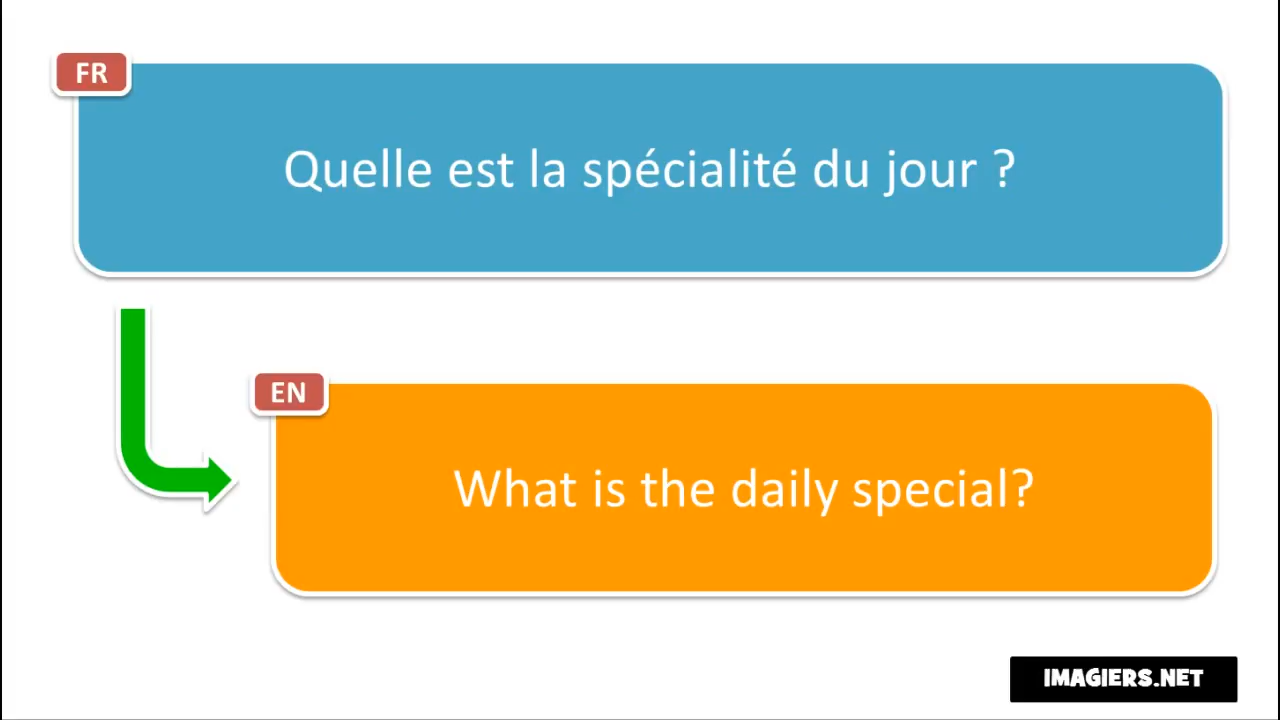 FR
Quelle est la spécialité du jour ?
EN
What is the daily special?
IMAGIERS.NET